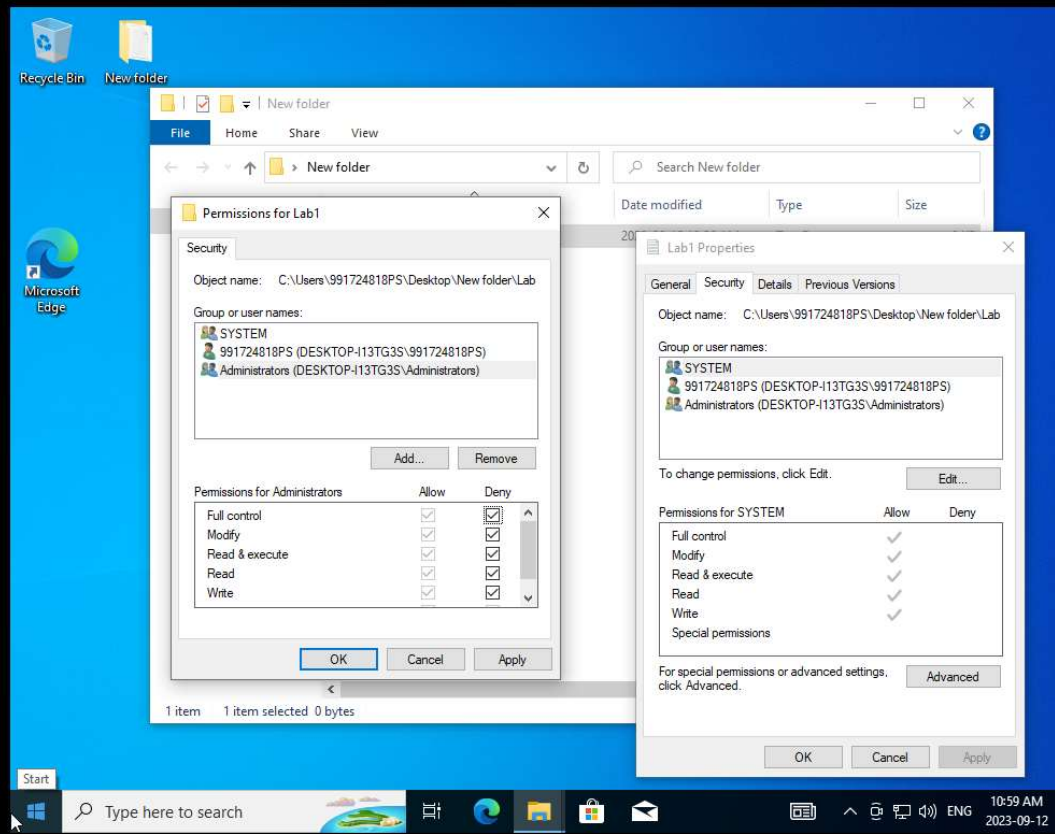 Recycle Bin
New folder
Microsoft
Edge
New folder
File Home Share View
New folder
Search New folder
Date modified Type Size
Permissions for Lab1
Security
Object name: C:\Users\991724818PS\Desktop\New folder\Lab
Group or user names:
SYSTEM
991724818PS (DESKTOP-I13TG3S\991724818PS)
Administrators (DESKTOP-I13TG3S\Administrators)
Add... Remove
Permissions for Administrators Allow Deny
Full control
Modify
Read & execute
Read
Write
OK Cancel Apply
1 item 1 item selected 0 bytes
Lab1 Properties
General Security Details Previous Versions
Object name: C:\Users\991724818PS\Desktop\New folder\Lab
Group or user names:
SYSTEM
991724818PS (DESKTOP-I13TG3S\991724818PS)
Administrators (DESKTOP-I13TG3S\Administrators)
To change permissions, click Edit.
Edit...
Permissions for SYSTEM Allow Deny
Full control
Modify
Read & execute
Read
Write
Special permissions
For special permissions or advanced settings,
click Advanced.
Advanced
OK Cancel Apply
Start
Type here to search
ENG
10:59 AM
2023-09-12